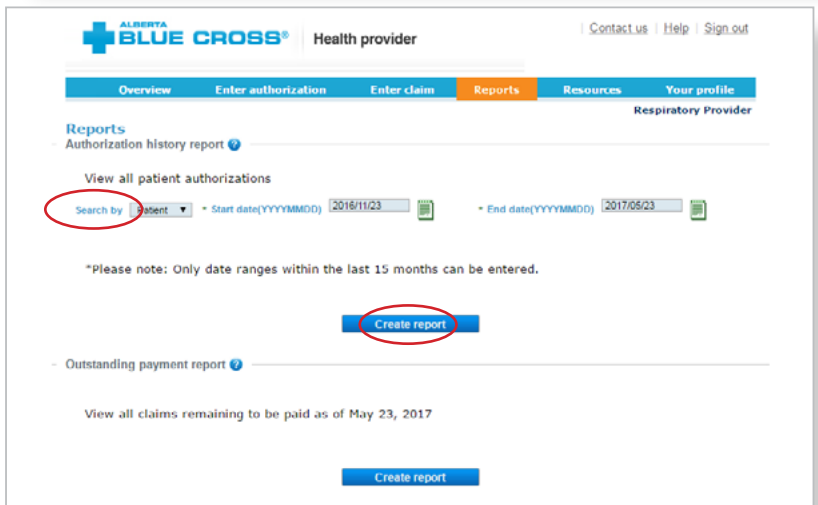 ALBERTA
BLUE CROSS® Health provider
Contact us | Help | Sign out
Overview Enter authorization Enter claim Reports Resources Your profile
Respiratory Provider
Reports
Authorization history report ?
View all patient authorizations
Search by Patient ▼ * Start date(YYYYMMDD) 2016/11/23 * End date(YYYYMMDD) 2017/05/23
*Please note: Only date ranges within the last 15 months can be entered.
Create report
Outstanding payment report ?
View all claims remaining to be paid as of May 23, 2017
Create report